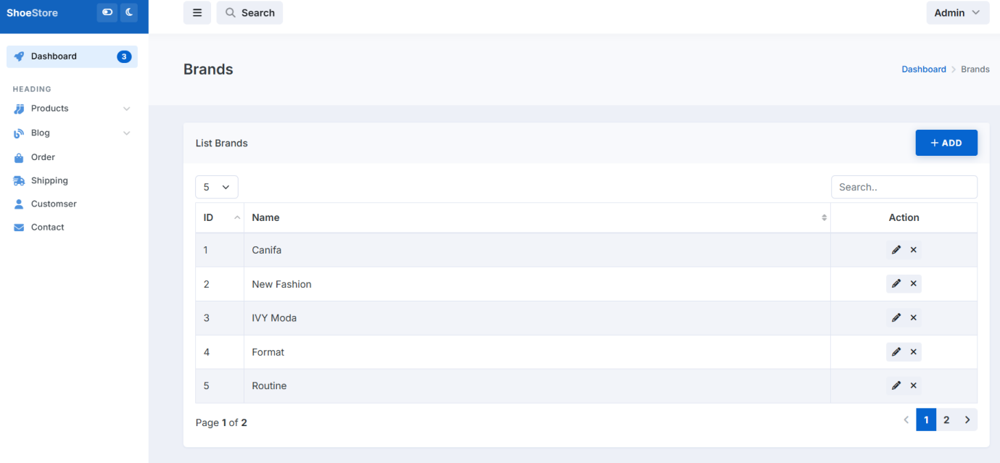 ShoeStore
Search
Admin
Dashboard 3
HEADING
Products
Blog
Order
Shipping
Customser
Contact
Brands
Dashboard > Brands
List Brands
+ ADD
5
Search..
ID Name Action
1 Canifa
2 New Fashion
3 IVY Moda
4 Format
5 Routine
Page 1 of 2
1 2